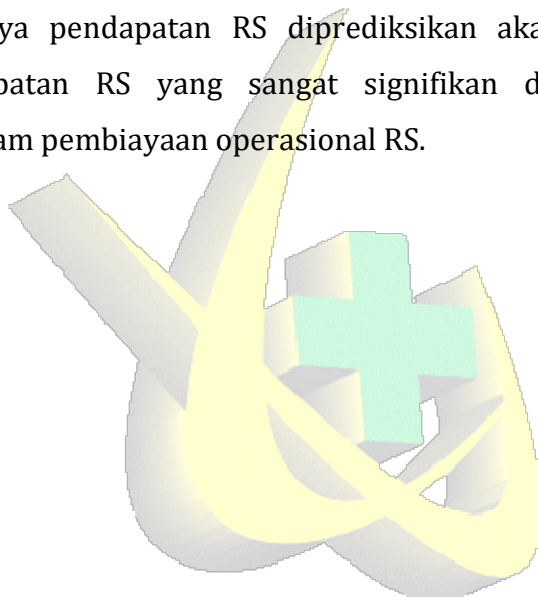 ya pendapatan RS diprediksikan aka
patan RS yang sangat signifikan d
am pembiayaan operasional RS.